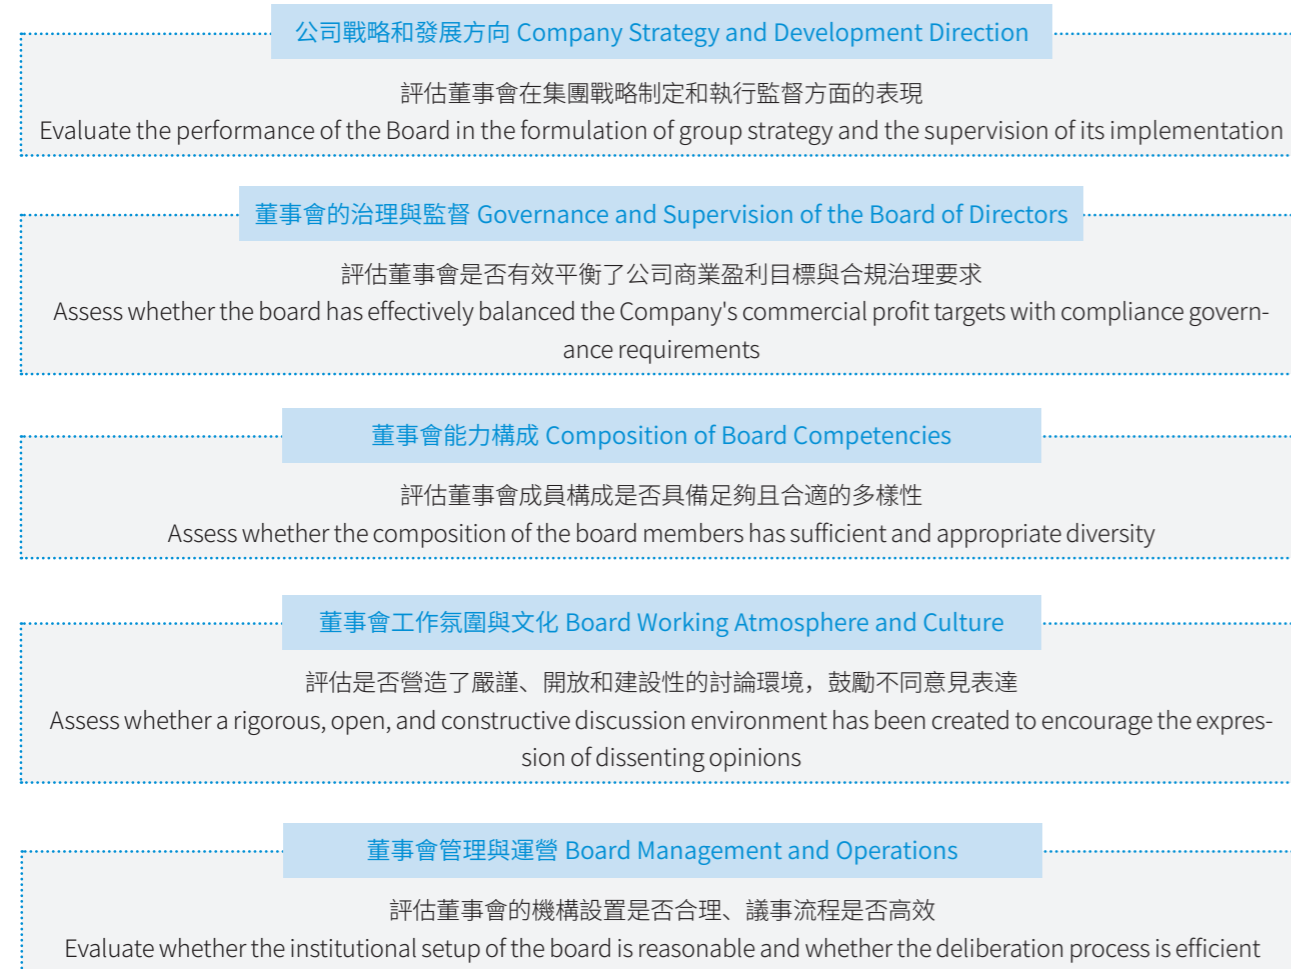 公司戰略和發展方向 Company Strategy and Development Direction
評估董事會在集團戰略制定和執行監督方面的表現
Evaluate the performance of the Board in the formulation of group strategy and the supervision of its implementation
董事會的治理與監督 Governance and Supervision of the Board of Directors
評估董事會是否有效平衡了公司商業盈利目標與合規治理要求
Assess whether the board has effectively balanced the Company's commercial profit targets with compliance govern-
ance requirements
董事會能力構成 Composition of Board Competencies
評估董事會成員構成是否具備足夠且合適的多樣性
Assess whether the composition of the board members has sufficient and appropriate diversity
董事會工作氛圍與文化 Board Working Atmosphere and Culture
評估是否營造了嚴謹、開放和建設性的討論環境，鼓勵不同意見表達
Assess whether a rigorous, open, and constructive discussion environment has been created to encourage the expres-
sion of dissenting opinions
董事會管理與運營 Board Management and Operations
評估董事會的機構設置是否合理、議事流程是否高效
Evaluate whether the institutional setup of the board is reasonable and whether the deliberation process is efficient